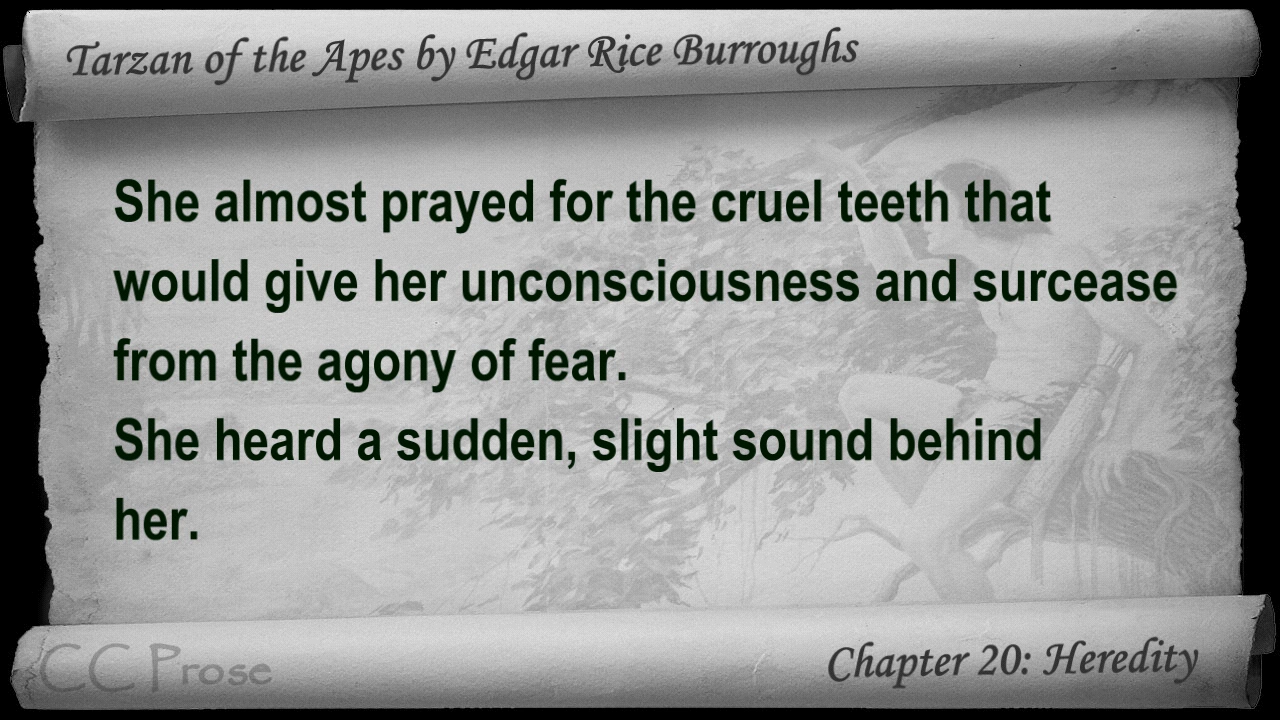 Tarzan of the Apes by Edgar Rice Burroughs
She almost prayed for the cruel teeth that
would give her unconsciousness and surcease
from the agony of fear.
She heard a sudden, slight sound behind
her.
CC Prose
Chapter 20: Heredity